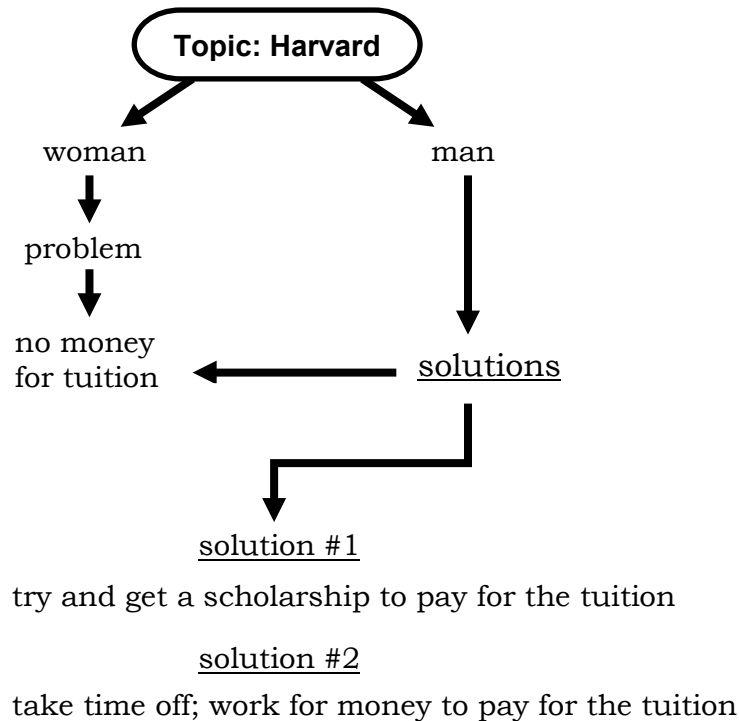 Topic: Harvard
woman
man
problem
no money
for tuition
solutions
solution #1
try and get a scholarship to pay for the tuition
solution #2
take time off; work for money to pay for the tuition